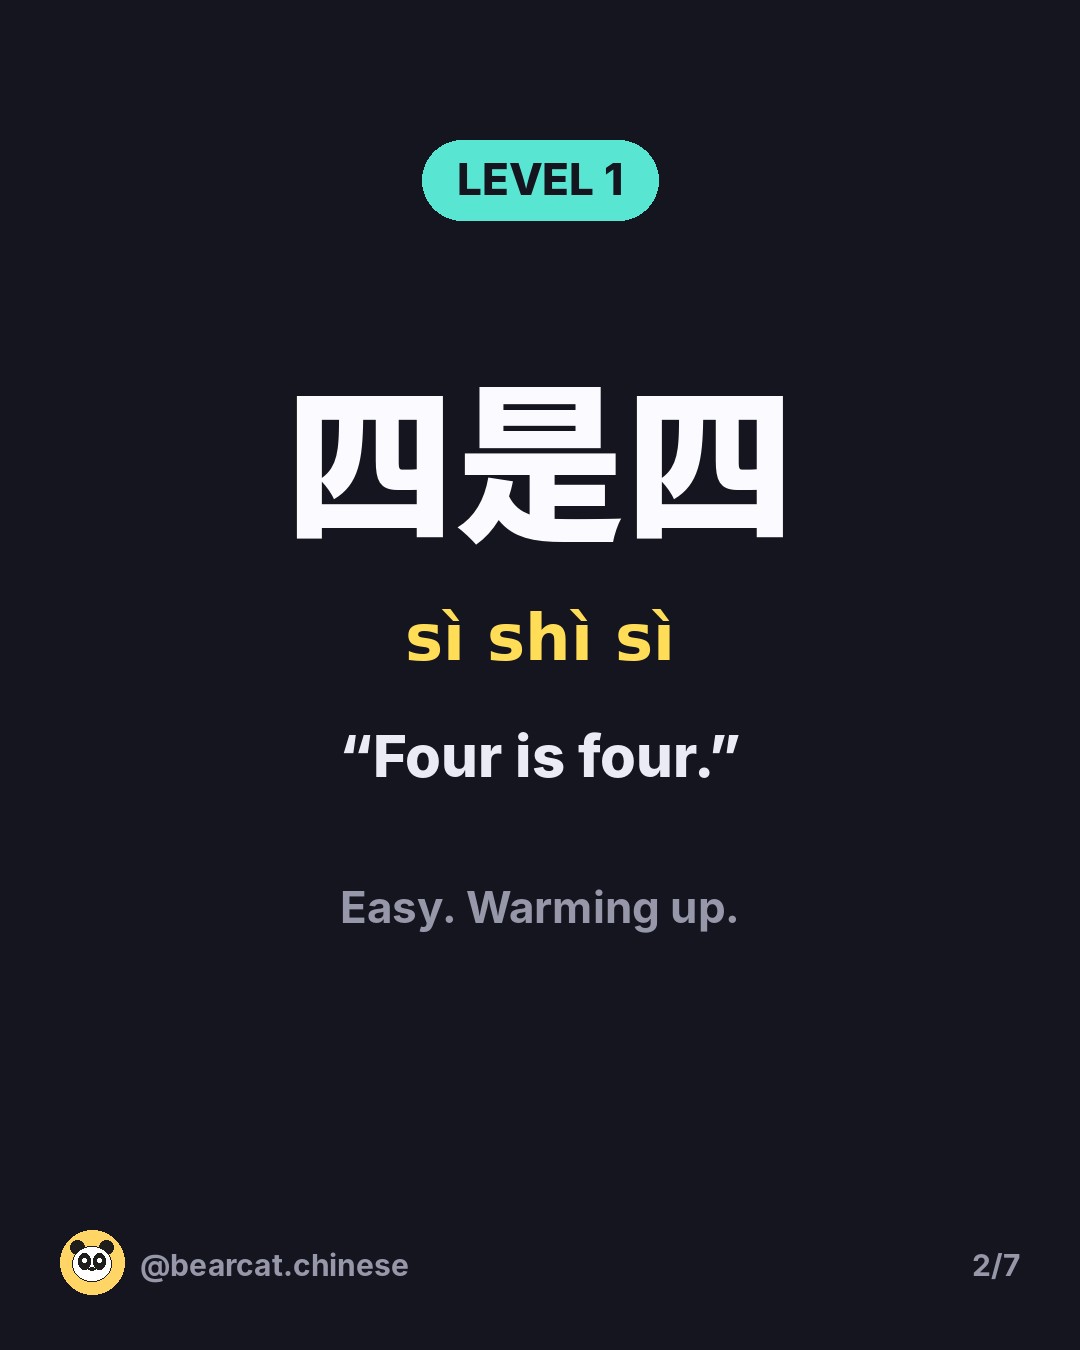 LEVEL 1
四是四
sì shì sì
“Four is four.”
Easy. Warming up.
@bearcat.chinese
2/7